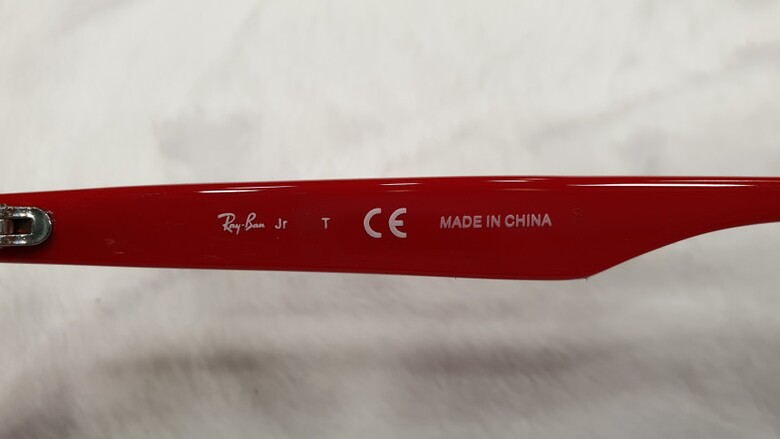 Ray-Ban Jr T CE MADE IN CHINA